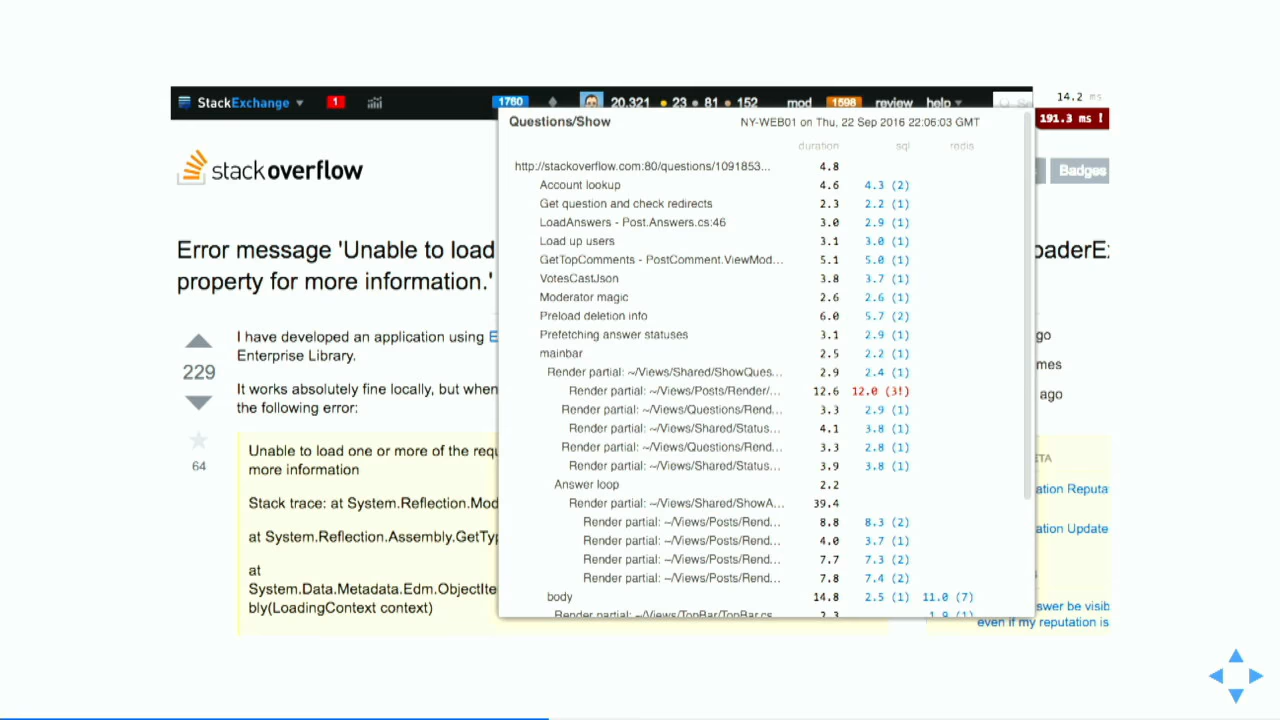 StackExchange 1 1760 20,321 23 81 152 mod 1598 review help
14.2 ms
191.3 ms !
stackoverflow
Badges
Error message 'Unable to load
property for more information.'
229
64
I have developed an application using
Enterprise Library.
It works absolutely fine locally, but when
the following error:
Unable to load one or more of the requ
more information
Stack trace: at System.Reflection.Mod
at System.Reflection.Assembly.GetTyp
at
System.Data.Metadata.Edm.ObjectIte
bly(LoadingContext context)
Questions/Show NY-WEB01 on Thu, 22 Sep 2016 22:06:03 GMT
duration sql redis
http://stackoverflow.com:80/questions/1091853... 4.8
Account lookup 4.6 4.3 (2)
Get question and check redirects 2.3 2.2 (1)
LoadAnswers - Post.Answers.cs:46 3.0 2.9 (1)
Load up users 3.1 3.0 (1)
GetTopComments - PostComment.ViewMod... 5.1 5.0 (1)
VotesCastJson 3.8 3.7 (1)
Moderator magic 2.6 2.6 (1)
Preload deletion info 6.0 5.7 (2)
Prefetching answer statuses 3.1 2.9 (1)
mainbar 2.5 2.2 (1)
Render partial: ~/Views/Shared/ShowQues... 2.9 2.4 (1)
Render partial: ~/Views/Posts/Render/... 12.6 12.0 (3!)
Render partial: ~/Views/Questions/Rend... 3.3 2.9 (1)
Render partial: ~/Views/Shared/Status... 4.1 3.8 (1)
Render partial: ~/Views/Questions/Rend... 3.3 2.8 (1)
Render partial: ~/Views/Shared/Status... 3.9 3.8 (1)
Answer loop 2.2
Render partial: ~/Views/Shared/ShowA... 39.4
Render partial: ~/Views/Posts/Rend... 8.8 8.3 (2)
Render partial: ~/Views/Posts/Rend... 4.0 3.7 (1)
Render partial: ~/Views/Posts/Rend... 7.7 7.3 (2)
Render partial: ~/Views/Posts/Rend... 7.8 7.4 (2)
body 14.8 2.5 (1) 11.0 (7)
Render partial: ~/Views/TopBar/TopBar.cs 2.3 1.9 (1)
oaderEx
go
mes
ago
ETA
ation Reputa
ation Update
swer be visib
even if my reputation is